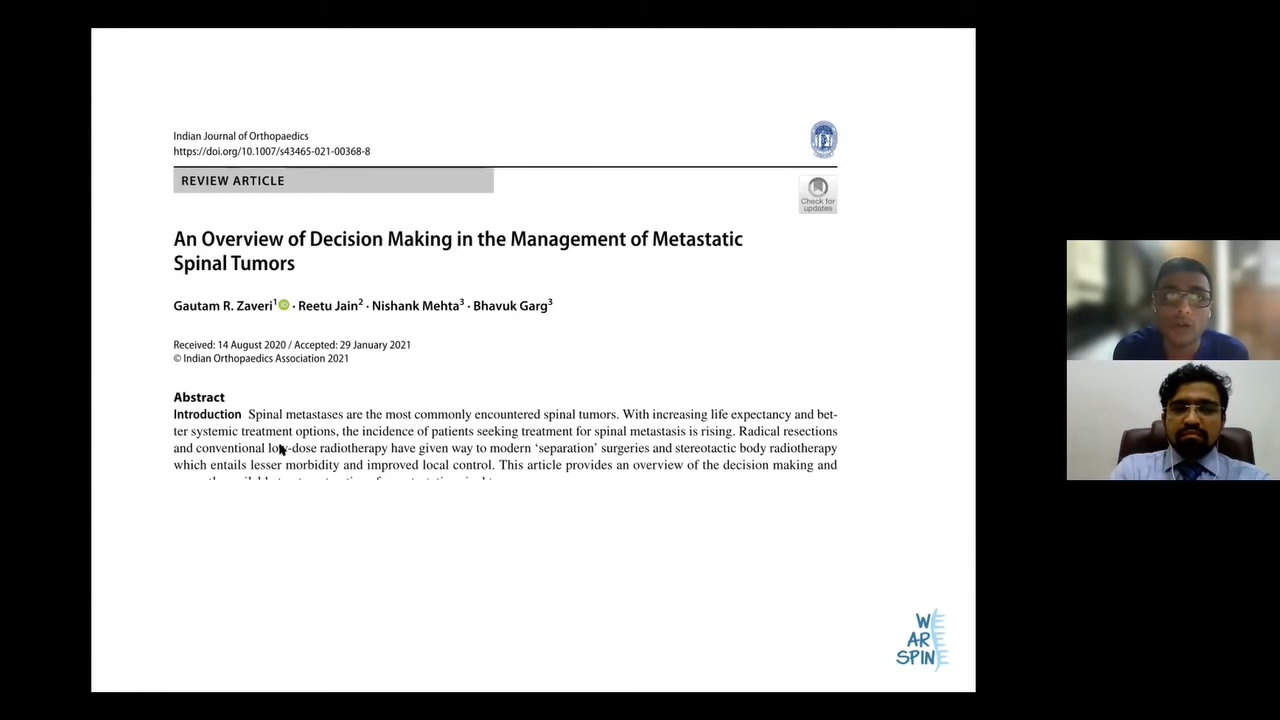 Indian Journal of Orthopaedics
https://doi.org/10.1007/s43465-021-00368-8
REVIEW ARTICLE
Check for
updates
An Overview of Decision Making in the Management of Metastatic
Spinal Tumors
Gautam R. Zaveri1 · Reetu Jain2 · Nishank Mehta3 · Bhavuk Garg3
Received: 14 August 2020 / Accepted: 29 January 2021
© Indian Orthopaedics Association 2021
Abstract
Introduction Spinal metastases are the most commonly encountered spinal tumors. With increasing life expectancy and bet-
ter systemic treatment options, the incidence of patients seeking treatment for spinal metastasis is rising. Radical resections
and conventional low-dose radiotherapy have given way to modern ‘separation’ surgeries and stereotactic body radiotherapy
which entails lesser morbidity and improved local control. This article provides an overview of the decision making and
WE
AR
SPINE